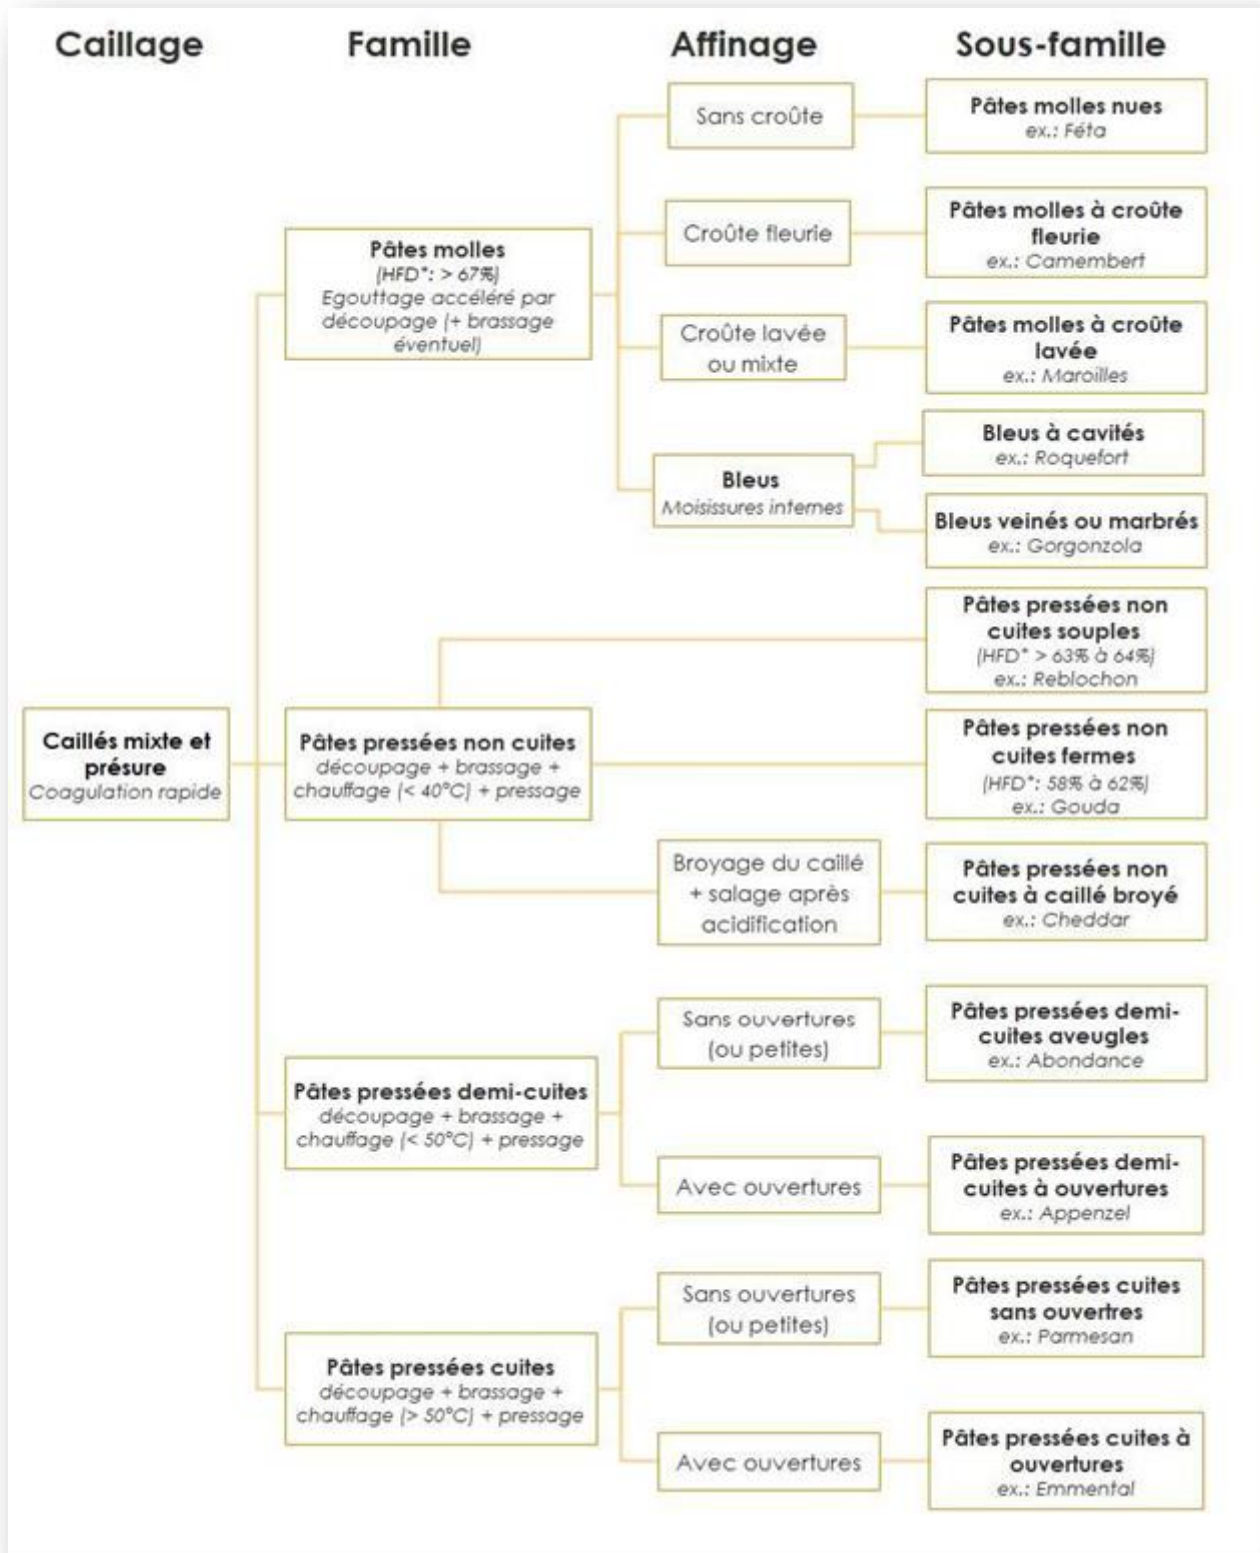 Caillage
Famille
Affinage
Sous-famille
Sans croûte
Pâtes molles nues
ex.: Féta
Pâtes molles
(HFD*: > 67%)
Egouttage accéléré par
découpage (+ brassage
éventuel)
Croûte fleurie
Pâtes molles à croûte
fleurie
ex.: Camembert
Croûte lavée
ou mixte
Pâtes molles à croûte
lavée
ex.: Maroilles
Bleus
Moisissures internes
Bleus à cavités
ex.: Roquefort
Bleus veinés ou marbrés
ex.: Gorgonzola
Caillés mixte et
présure
Coagulation rapide
Pâtes pressées non cuites
découpage + brassage +
chauffage (< 40°C) + pressage
Pâtes pressées non
cuites souples
(HFD* > 63% à 64%)
ex.: Reblochon
Pâtes pressées non
cuites fermes
(HFD*: 58% à 62%)
ex.: Gouda
Broyage du caillé
+ salage après
acidification
Pâtes pressées non
cuites à caillé broyé
ex.: Cheddar
Pâtes pressées demi-cuites
découpage + brassage +
chauffage (< 50°C) + pressage
Sans ouvertures
(ou petites)
Pâtes pressées demi-
cuites aveugles
ex.: Abondance
Avec ouvertures
Pâtes pressées demi-
cuites à ouvertures
ex.: Appenzel
Pâtes pressées cuites
découpage + brassage +
chauffage (> 50°C) + pressage
Sans ouvertures
(ou petites)
Pâtes pressées cuites
sans ouvertres
ex.: Parmesan
Avec ouvertures
Pâtes pressées cuites à
ouvertures
ex.: Emmental